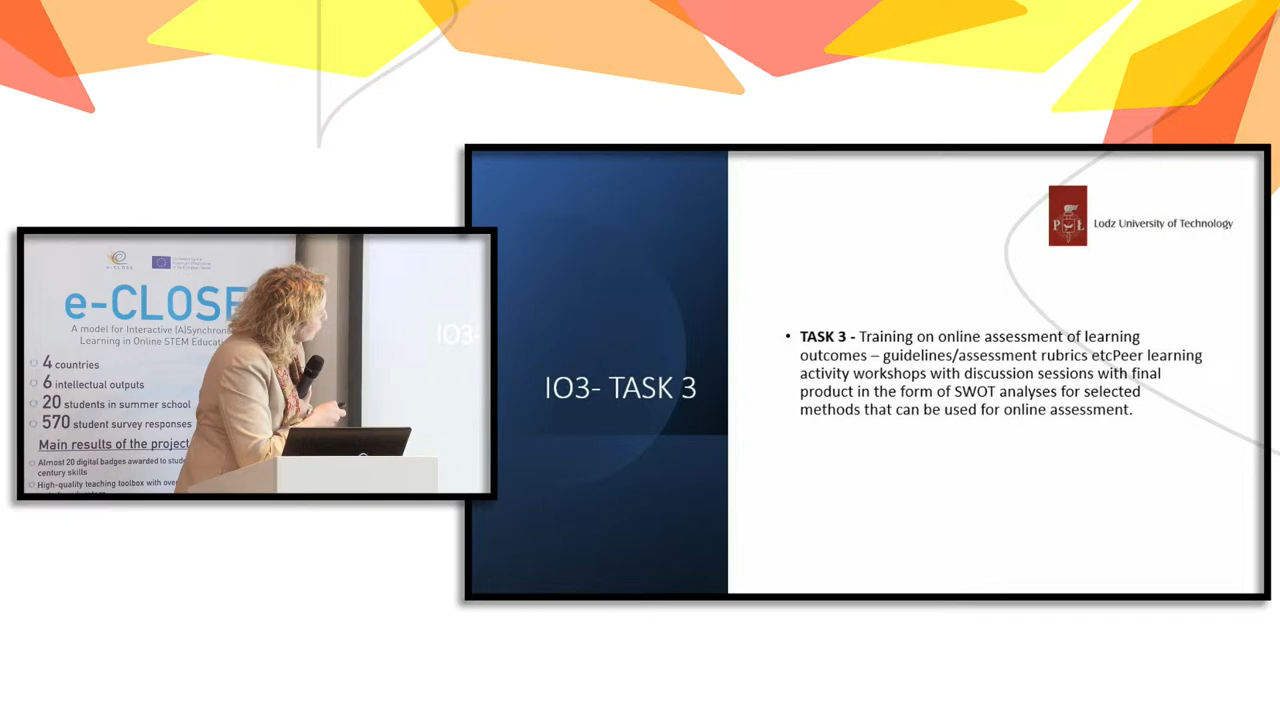 e-CLOSE
e-CLOSE
A model for Interactive (A)Synchron
Learning in Online STEM Educati
4 countries
6 intellectual outputs
20 students in summer school
570 student survey responses
Main results of the project
Almost 20 digital badges awarded to stude
century skills
High-quality teaching toolbox with over
IO3-
IO3- TASK 3
P Ł
Lodz University of Technology
• TASK 3 - Training on online assessment of learning
outcomes – guidelines/assessment rubrics etcPeer learning
activity workshops with discussion sessions with final
product in the form of SWOT analyses for selected
methods that can be used for online assessment.